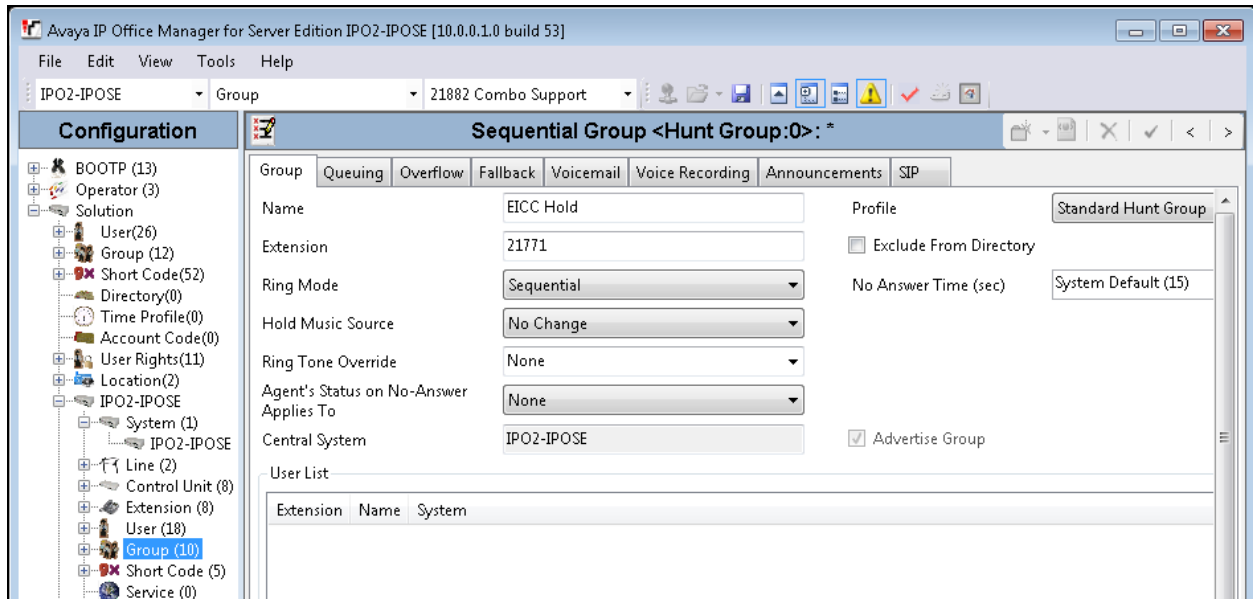 Avaya IP Office Manager for Server Edition IPO2-IPOSE [10.0.0.1.0 build 53]
File Edit View Tools Help
IPO2-IPOSE Group 21882 Combo Support
Configuration
BOOTP (13)
Operator (3)
Solution
User(26)
Group (12)
Short Code(52)
Directory(0)
Time Profile(0)
Account Code(0)
User Rights(11)
Location(2)
IPO2-IPOSE
System (1)
IPO2-IPOSE
Line (2)
Control Unit (8)
Extension (8)
User (18)
Group (10)
Short Code (5)
Service (0)
Sequential Group <Hunt Group:0>: *
Group Queuing Overflow Fallback Voicemail Voice Recording Announcements SIP
Name EICC Hold Profile Standard Hunt Group
Extension 21771 Exclude From Directory
Ring Mode Sequential No Answer Time (sec) System Default (15)
Hold Music Source No Change
Ring Tone Override None
Agent's Status on No-Answer
Applies To None
Central System IPO2-IPOSE Advertise Group
User List
Extension Name System